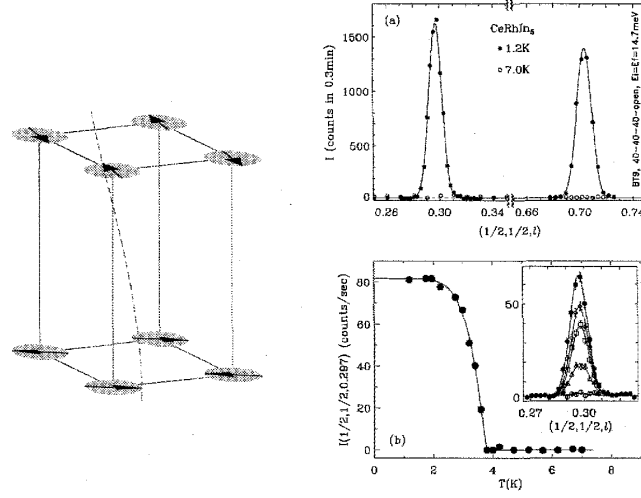 (a)
CeRhIn₅
1.2K
7.0K
I (counts in 0.3min)
1500
1000
500
0
0.26 0.30 0.34 0.66 0.70 0.74
(1/2,1/2,l)
BT9, 40-40-40-open, Ei=Ef=14.7meV
I(1/2,1/2,0.297) (counts/sec)
80
60
40
20
0
50
0
0.27 0.30
(1/2,1/2,l)
(b)
0 2 4 6 8
T(K)